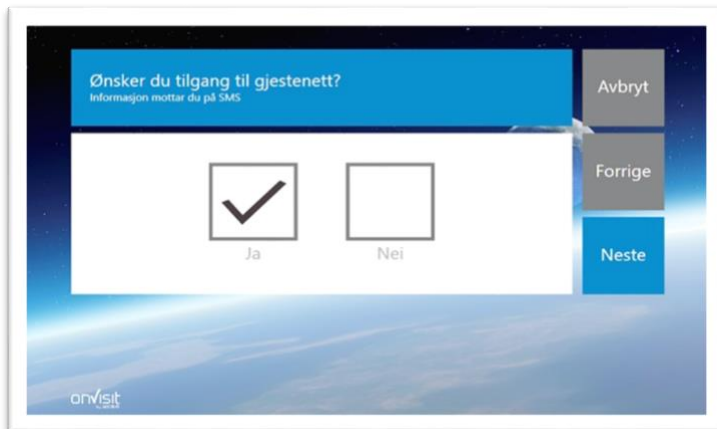 Ønsker du tilgang til gjestenett?
Informasjon mottar du på SMS
Avbryt
Forrige
Ja
Nei
Neste
onvisit